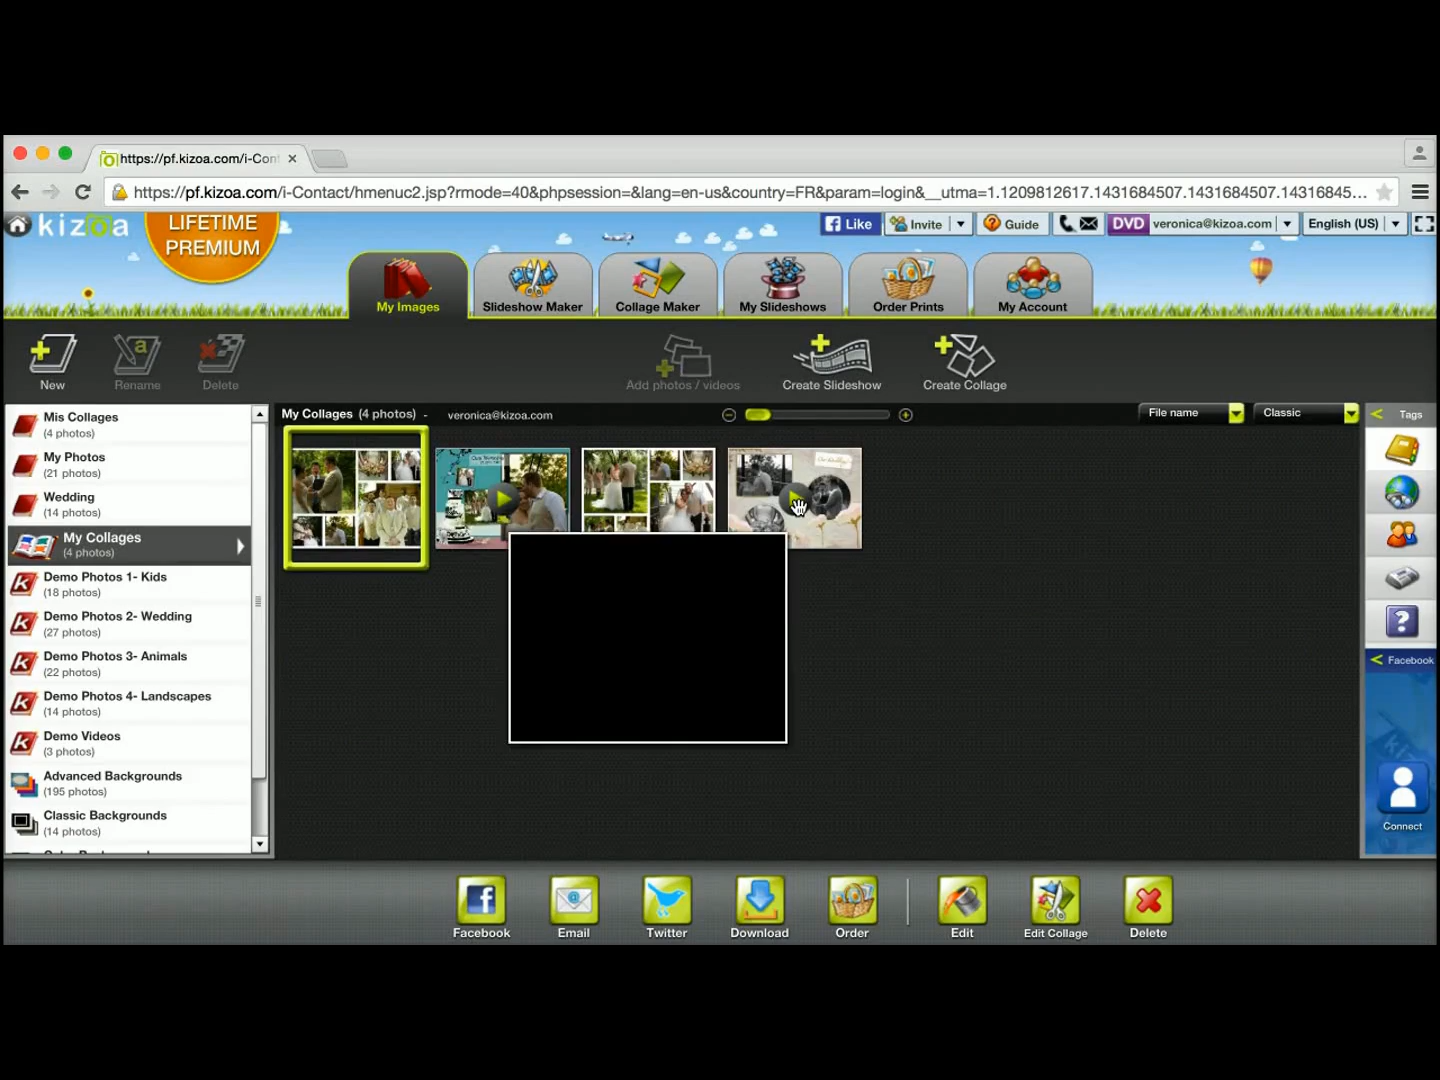 https://pf.kizoa.com/i-Con
https://pf.kizoa.com/i-Contact/hmenuc2.jsp?rmode=40&phpsession=&lang=en-us&country=FR&param=login&__utma=1.1209812617.1431684507.1431684507.14316845...
kizoa
LIFETIME
PREMIUM
Like
Invite
Guide
DVD
veronica@kizoa.com
English (US)
My Images
Slideshow Maker
Collage Maker
My Slideshows
Order Prints
My Account
New
Rename
Delete
Add photos / videos
Create Slideshow
Create Collage
Mis Collages
(4 photos)
My Photos
(21 photos)
Wedding
(14 photos)
My Collages
(4 photos)
Demo Photos 1- Kids
(18 photos)
Demo Photos 2- Wedding
(27 photos)
Demo Photos 3- Animals
(22 photos)
Demo Photos 4- Landscapes
(14 photos)
Demo Videos
(3 photos)
Advanced Backgrounds
(195 photos)
Classic Backgrounds
(14 photos)
My Collages (4 photos) - veronica@kizoa.com
File name
Classic
Tags
Facebook
Connect
Facebook
Email
Twitter
Download
Order
Edit
Edit Collage
Delete